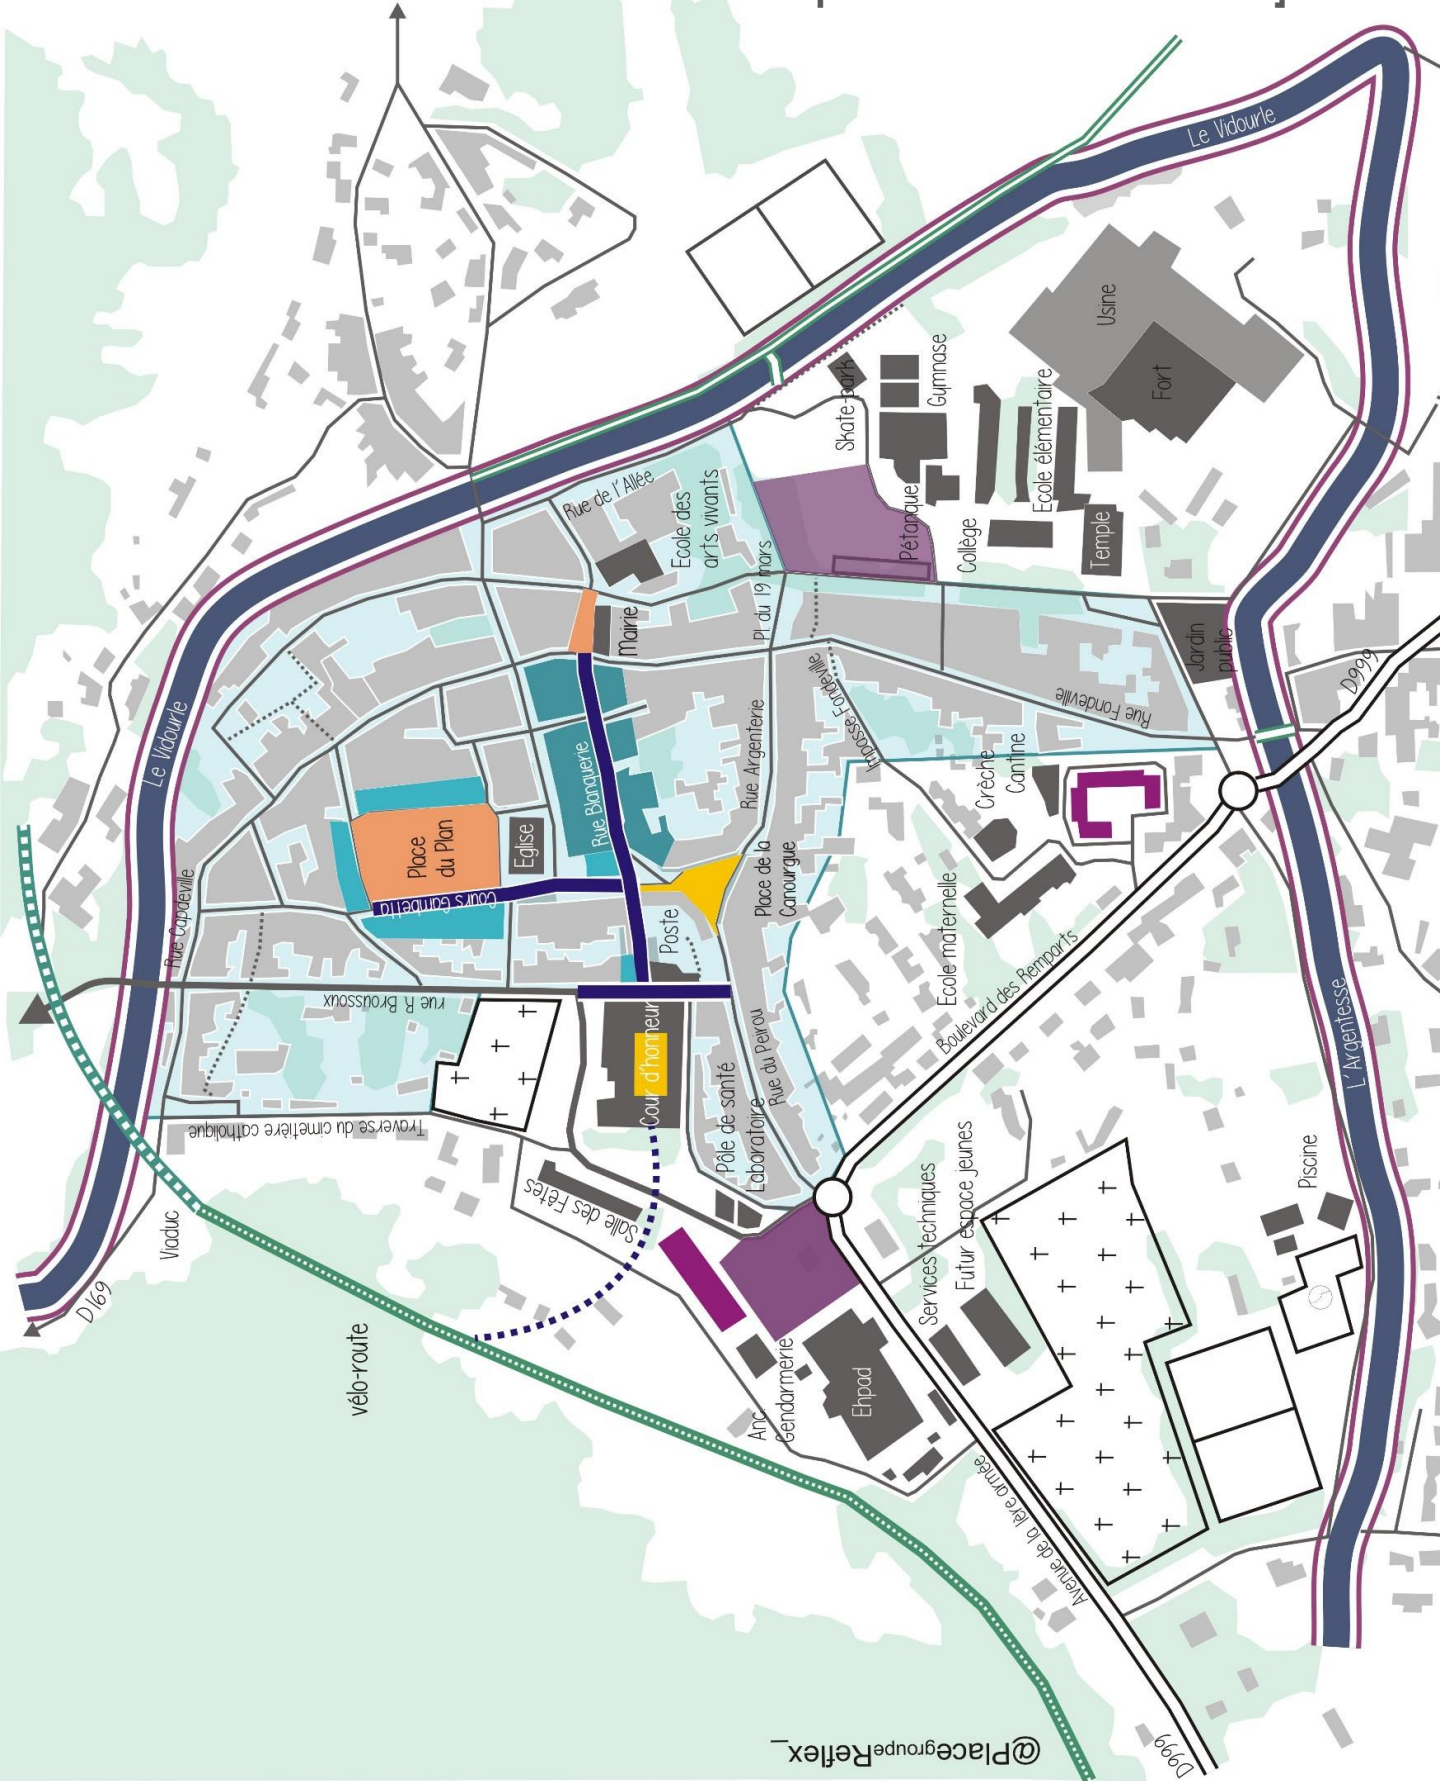 Le Vidourle
Le Vidourle
Usine
Fort
Skate-park
Gymnase
Ecole élémentaire
Pétanque
Collège
Temple
Rue de l'Allée
Ecole des
arts vivants
Pl du 19 mars
Mairie
Jardin
public
D999
Rue Fondeville
Impasse Fondeville
Rue Argenterie
Rue Blanquerie
Place
du Plan
Eglise
Cours Gambetta
Crèche
Cantine
Place de la
Canourgue
Poste
Ecole maternelle
Boulevard des Remparts
Rue Capdeville
rue R. Broussoux
Cour d'honneur
Pôle de santé
Laboratoire
Rue du Peirou
L'Argentesse
Traverse du cimetière catholique
Viaduc
D169
Salle des Fêtes
Services techniques
Futur espace jeunes
Piscine
vélo-route
Anc.
Gendarmerie
Ehpad
Avenue de la 1ère armée
D999
@PlacegroupeReflex_